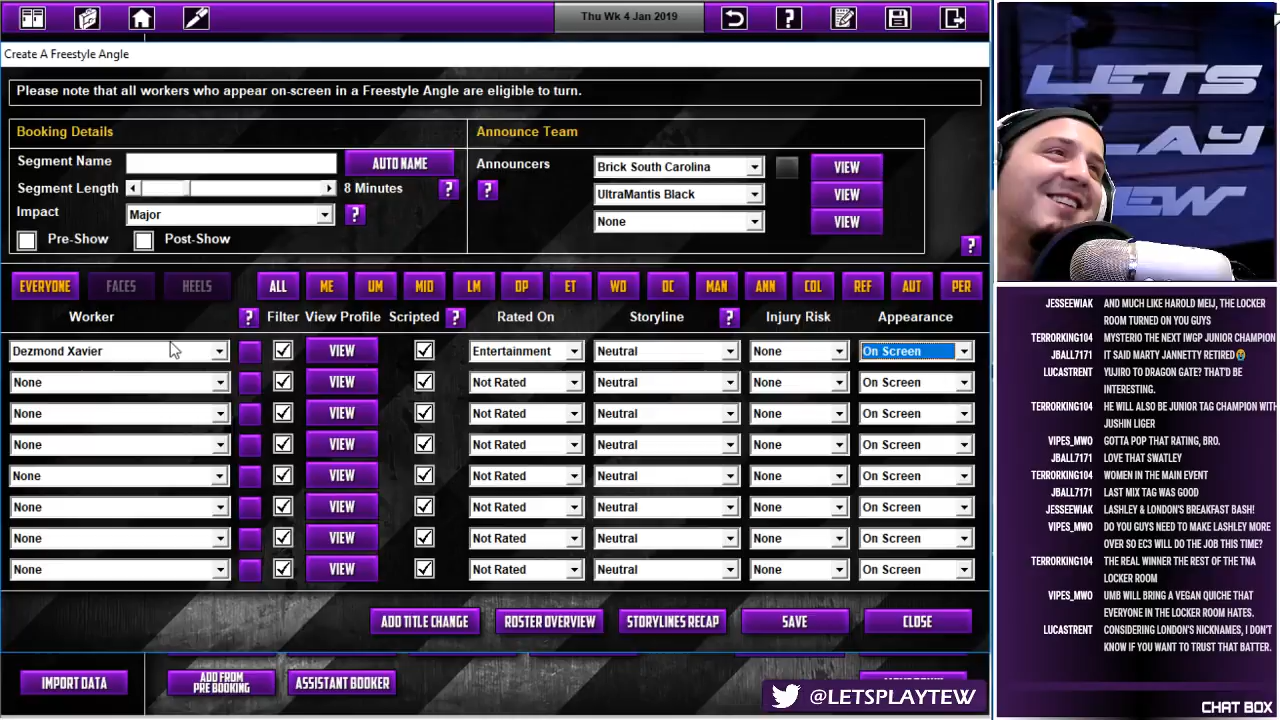 Thu Wk 4 Jan 2019
Create A Freestyle Angle
Please note that all workers who appear on-screen in a Freestyle Angle are eligible to turn.
Booking Details
Segment Name
AUTO NAME
Segment Length
8 Minutes
?
Impact
Major
?
Pre-Show
Post-Show
Announce Team
Announcers
Brick South Carolina
VIEW
?
UltraMantis Black
VIEW
None
VIEW
?
EVERYONE
FACES
HEELS
ALL
ME
UM
MID
LM
OP
ET
WO
OC
MAN
ANN
COL
REF
AUT
PER
Worker ? Filter View Profile Scripted ? Rated On Storyline ? Injury Risk Appearance
Dezmond Xavier VIEW Entertainment Neutral None On Screen
None VIEW Not Rated Neutral None On Screen
None VIEW Not Rated Neutral None On Screen
None VIEW Not Rated Neutral None On Screen
None VIEW Not Rated Neutral None On Screen
None VIEW Not Rated Neutral None On Screen
None VIEW Not Rated Neutral None On Screen
None VIEW Not Rated Neutral None On Screen
ADD TITLE CHANGE
ROSTER OVERVIEW
STORYLINES RECAP
SAVE
CLOSE
IMPORT DATA
ADD FROM
PRE BOOKING
ASSISTANT BOOKER
@LETSPLAYTEW
LETS
PLAY
TEW
JESSEEWIAK AND MUCH LIKE HAROLD MEIJ, THE LOCKER
ROOM TURNED ON YOU GUYS
TERRORKING104 MYSTERIO THE NEXT IWGP JUNIOR CHAMPION
JBALL7171 IT SAID MARTY JANNETTY RETIRED😭
LUCASTRENT YUJIRO TO DRAGON GATE? THAT'D BE
INTERESTING.
TERRORKING104 HE WILL ALSO BE JUNIOR TAG CHAMPION WITH
JUSHIN LIGER
VIPES_MWO GOTTA POP THAT RATING, BRO.
JBALL7171 LOVE THAT SWATLEY
TERRORKING104 WOMEN IN THE MAIN EVENT
JBALL7171 LAST MIX TAG WAS GOOD
JESSEEWIAK LASHLEY & LONDON'S BREAKFAST BASH!
VIPES_MWO DO YOU GUYS NEED TO MAKE LASHLEY MORE
OVER SO EC3 WILL DO THE JOB THIS TIME?
TERRORKING104 THE REAL WINNER THE REST OF THE TNA
LOCKER ROOM
VIPES_MWO UMB WILL BRING A VEGAN QUICHE THAT
EVERYONE IN THE LOCKER ROOM HATES.
LUCASTRENT CONSIDERING LONDON'S NICKNAMES, I DON'T
KNOW IF YOU WANT TO TRUST THAT BATTER.
CHAT BOX